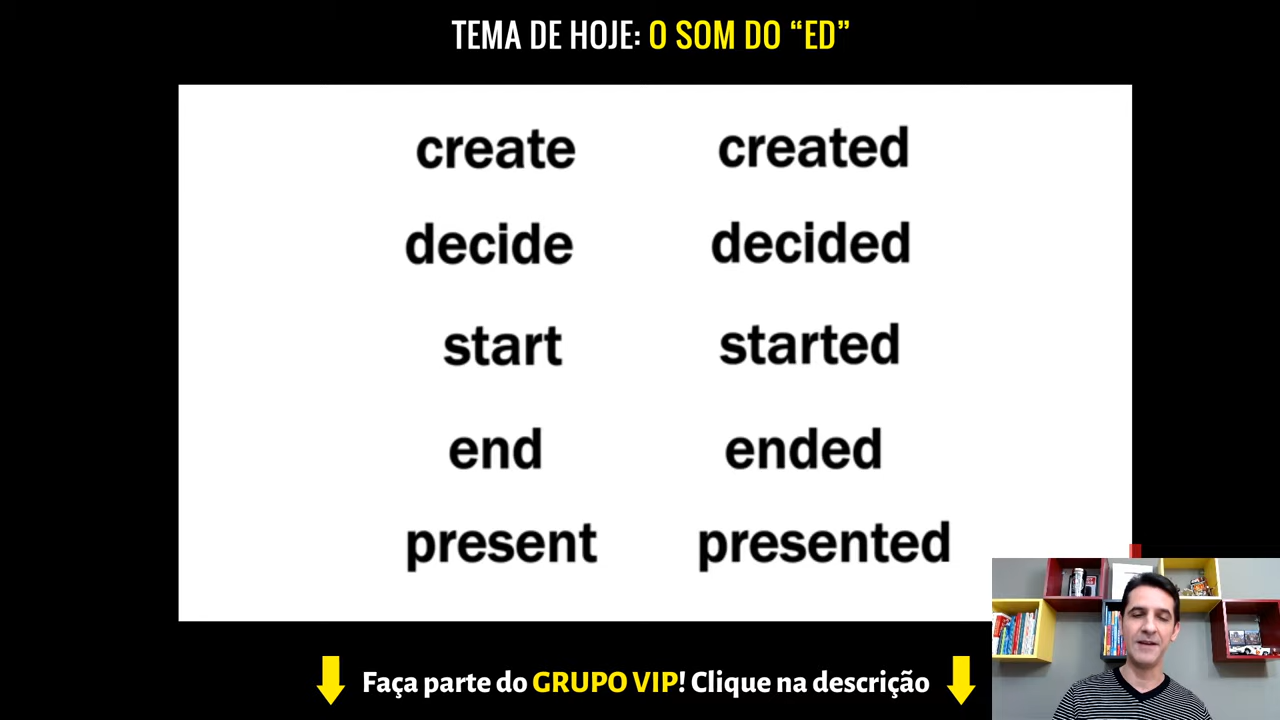 TEMA DE HOJE: O SOM DO “ED”
create created
decide decided
start started
end ended
present presented
Faça parte do GRUPO VIP! Clique na descrição